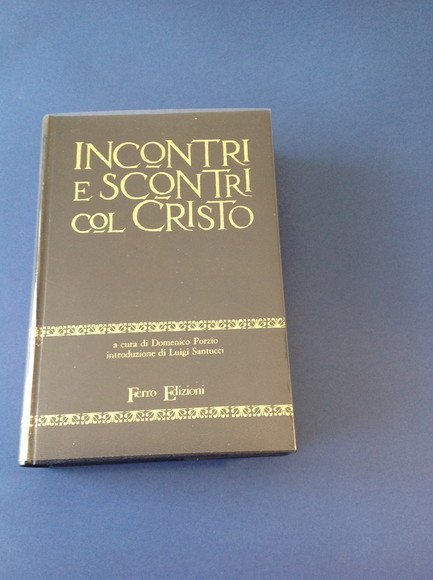 INCONTRI
E SCONTRI
COL CRISTO
a cura di Domenico Porzio
introduzione di Luigi Santucci
Ferro Edizioni